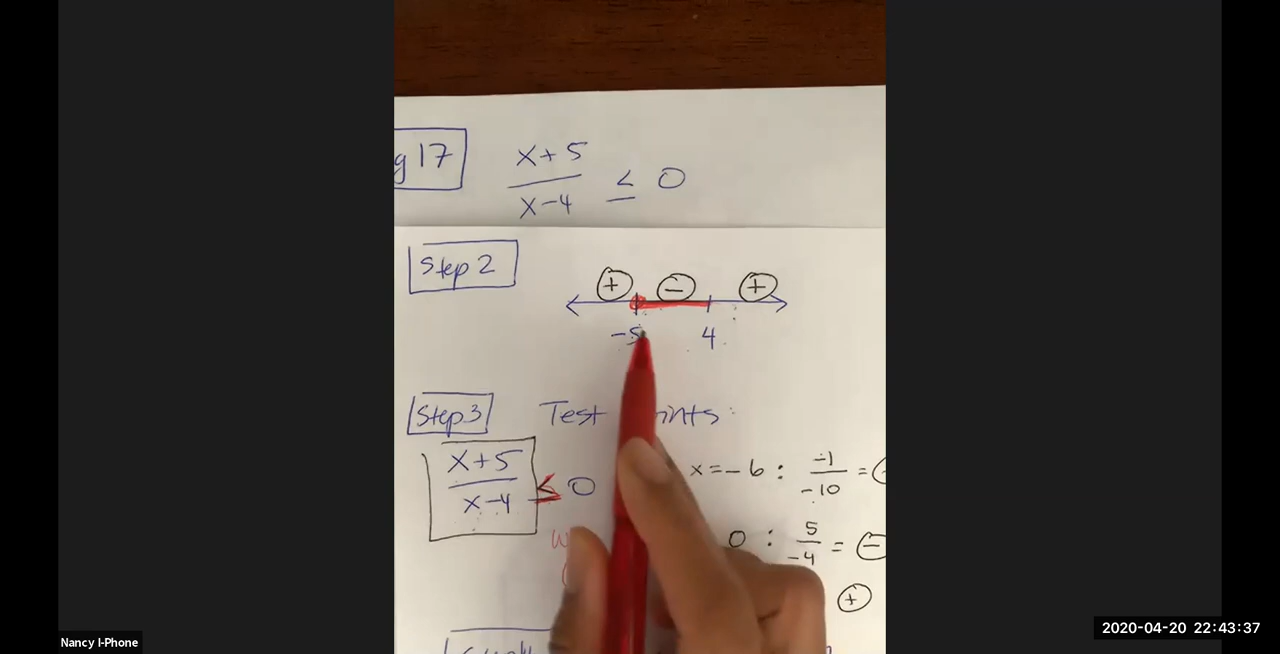 g 17
x+5
x-4
≤ 0
Step 2
+ - +
-5 4
Step 3
Test
x+5
x-4
≤ 0
x=-6 : -1
-10 =
0 : 5
-4 = -
+
Nancy I-Phone
2020-04-20 22:43:37